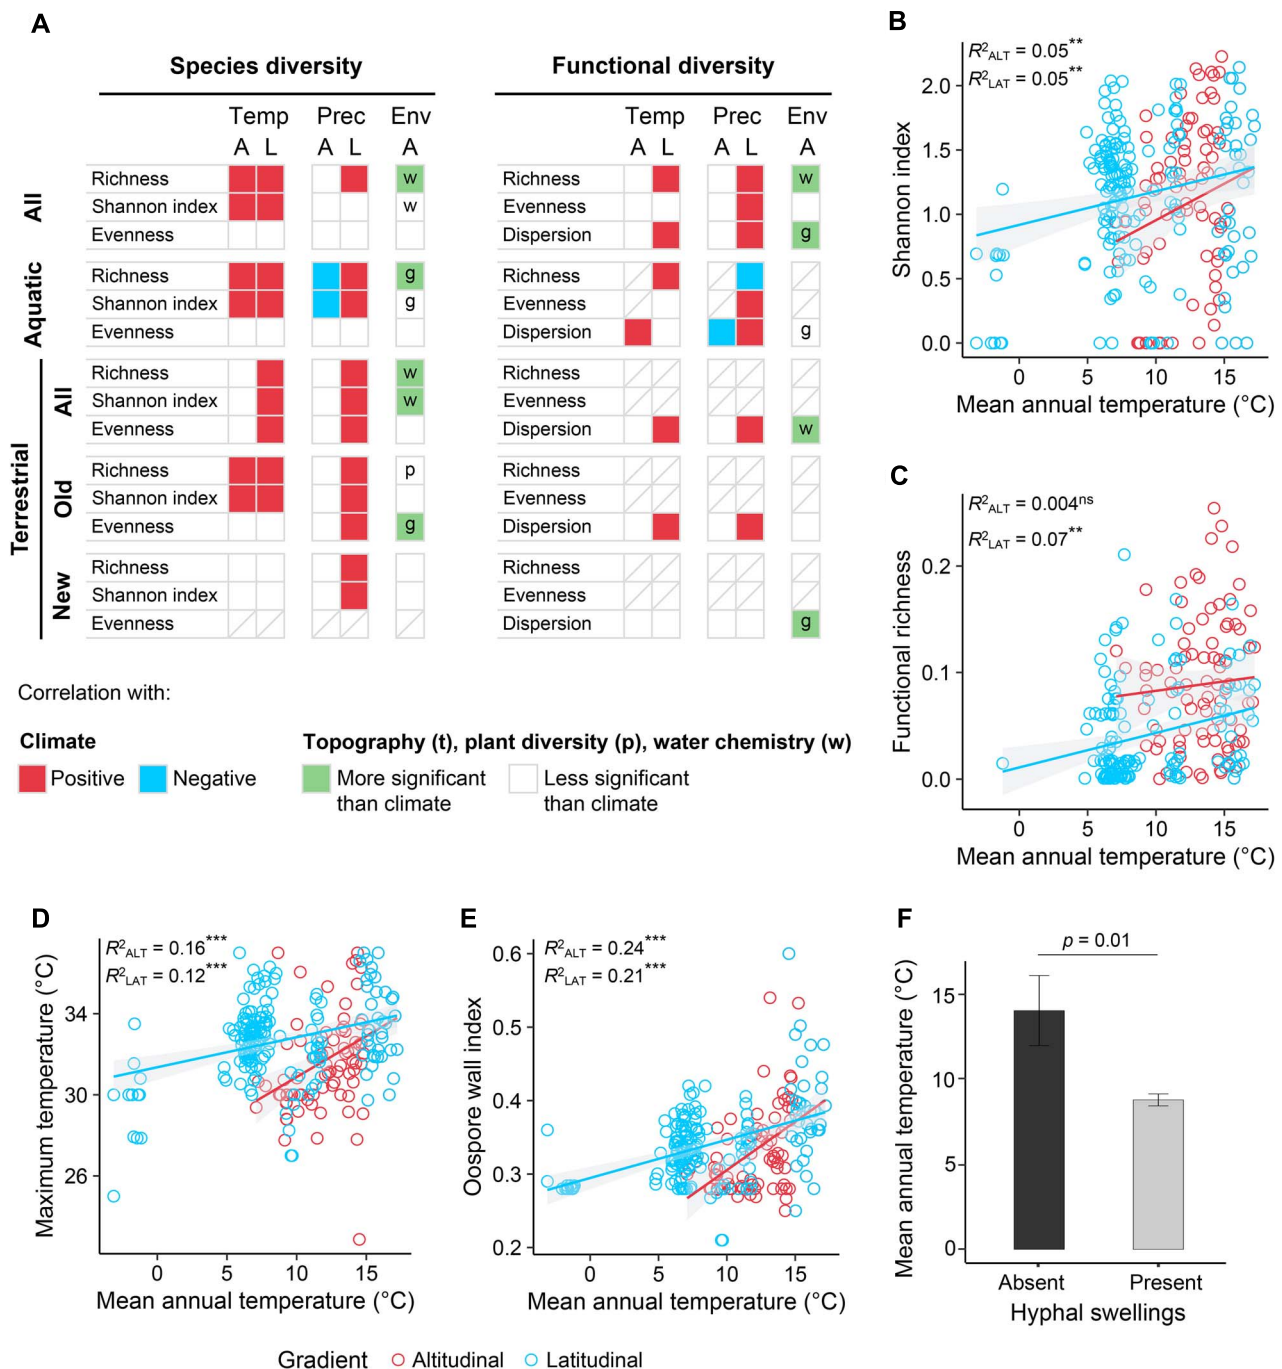 A
Species diversity
Functional diversity
Temp Prec Env
A L A L A
Temp Prec Env
A L A L A
All
Richness w
Shannon index w
Evenness
Richness w
Evenness
Dispersion g
Aquatic
Richness g
Shannon index g
Evenness
Richness
Evenness
Dispersion g
Terrestrial
All
Richness w
Shannon index w
Evenness
Richness
Evenness
Dispersion w
Old
Richness p
Shannon index
Evenness g
Richness
Evenness
Dispersion
New
Richness
Shannon index
Evenness
Richness
Evenness
Dispersion g
Correlation with:
Climate
Positive Negative
Topography (t), plant diversity (p), water chemistry (w)
More significant
than climate
Less significant
than climate
B
R²ALT = 0.05**
R²LAT = 0.05**
Shannon index
2.0
1.5
1.0
0.5
0.0
0 5 10 15
Mean annual temperature (°C)
C
R²ALT = 0.004ns
R²LAT = 0.07**
Functional richness
0.2
0.1
0.0
0 5 10 15
Mean annual temperature (°C)
D
R²ALT = 0.16***
R²LAT = 0.12***
Maximum temperature (°C)
34
30
26
0 5 10 15
Mean annual temperature (°C)
E
R²ALT = 0.24***
R²LAT = 0.21***
Oospore wall index
0.6
0.5
0.4
0.3
0.2
0 5 10 15
Mean annual temperature (°C)
F
p = 0.01
Mean annual temperature (°C)
15
10
5
0
Absent Present
Hyphal swellings
Gradient Altitudinal Latitudinal